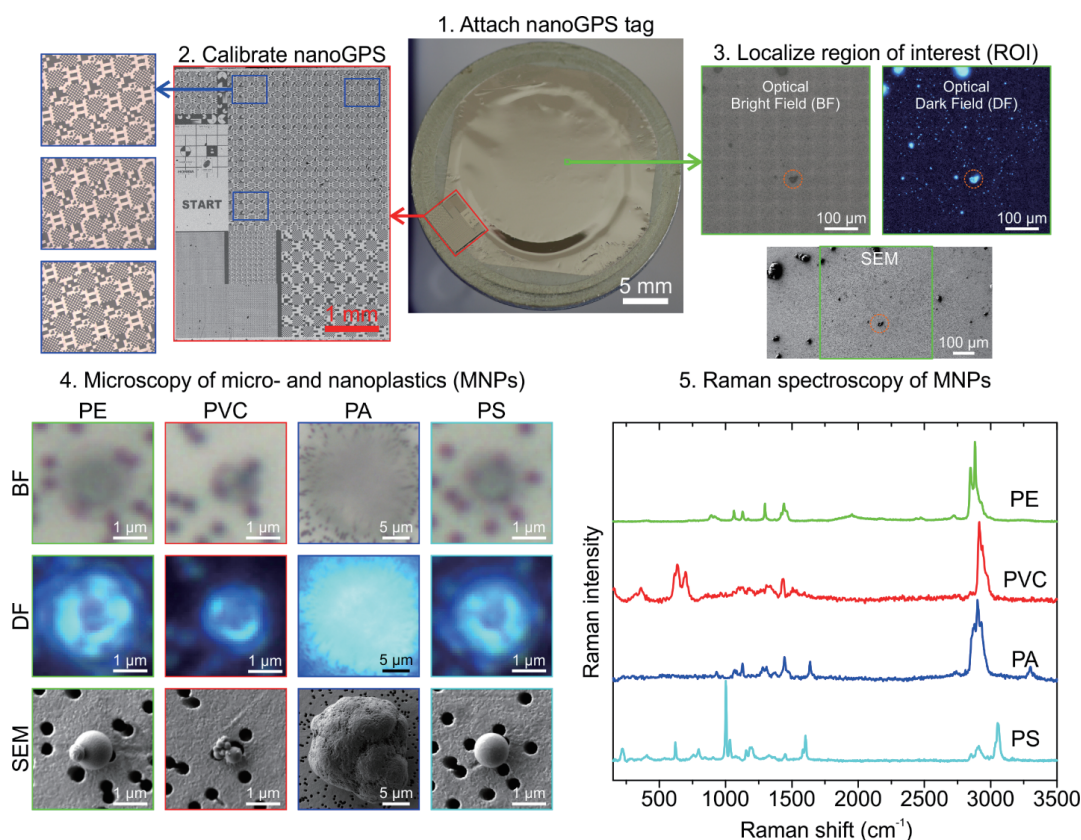 1. Attach nanoGPS tag
2. Calibrate nanoGPS
3. Localize region of interest (ROI)
START
1 mm
5 mm
Optical
Bright Field (BF)
100 µm
Optical
Dark Field (DF)
100 µm
SEM
100 µm
4. Microscopy of micro- and nanoplastics (MNPs)
PE PVC PA PS
BF
1 µm 1 µm 5 µm 1 µm
DF
1 µm 1 µm 5 µm 1 µm
SEM
1 µm 1 µm 5 µm 1 µm
5. Raman spectroscopy of MNPs
Raman intensity
PE
PVC
PA
PS
500 1000 1500 2000 2500 3000 3500
Raman shift (cm⁻¹)